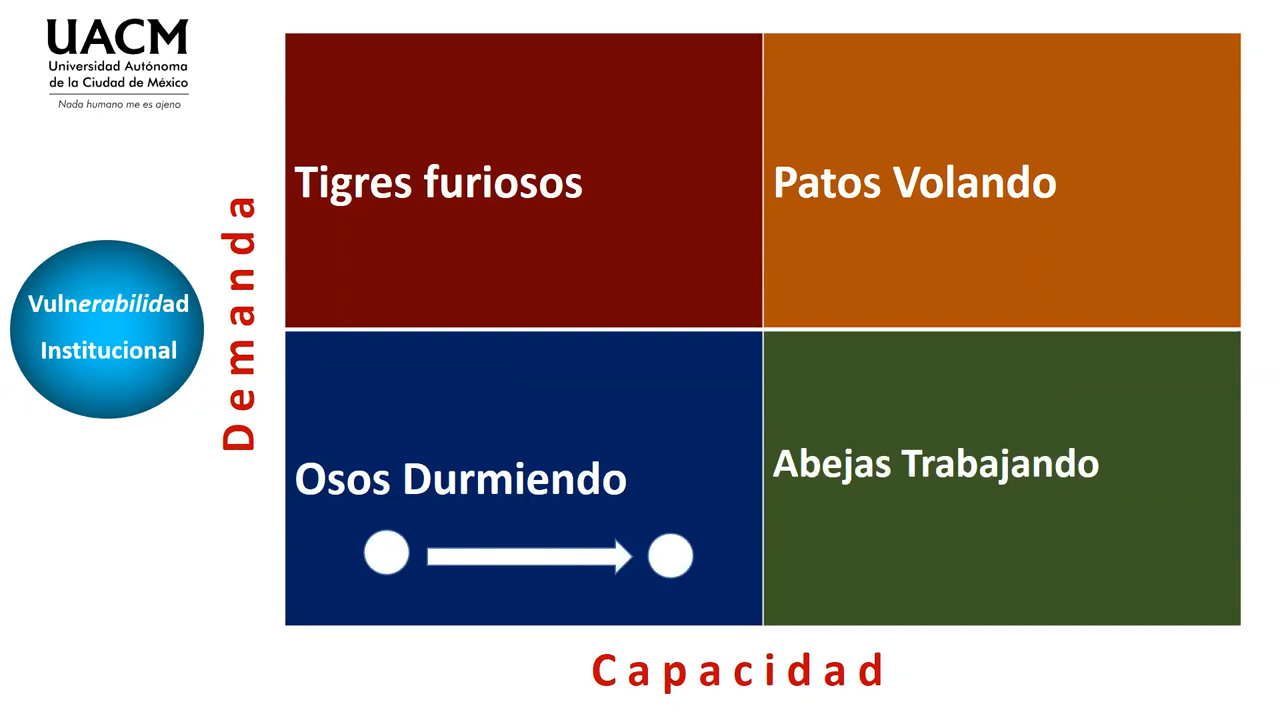 UACM
Universidad Autónoma
de la Ciudad de México
Nada humano me es ajeno
Tigres furiosos
Patos Volando
Demanda
Vulnerabilidad
Institucional
Osos Durmiendo
Abejas Trabajando
Capacidad